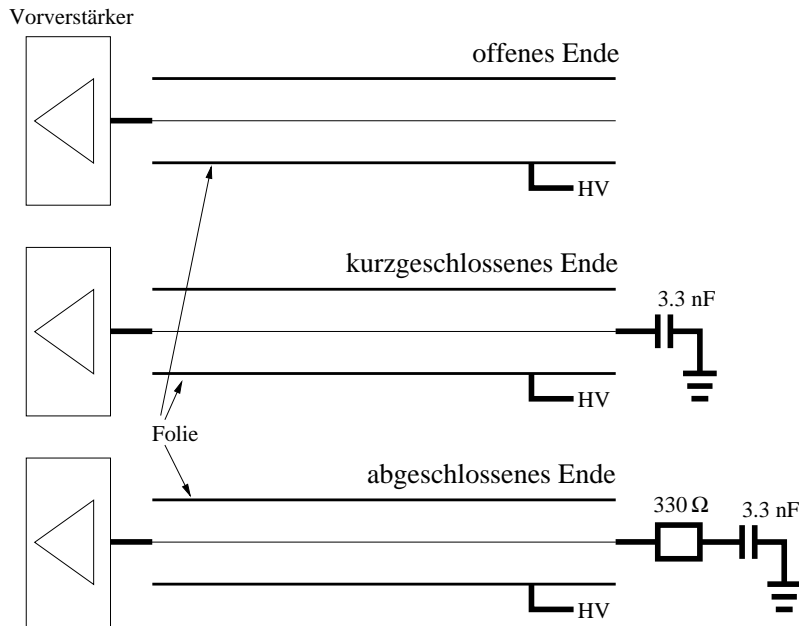 Vorverstärker
offenes Ende
HV
kurzgeschlossenes Ende
3.3 nF
HV
Folie
abgeschlossenes Ende
330 Ω
3.3 nF
HV